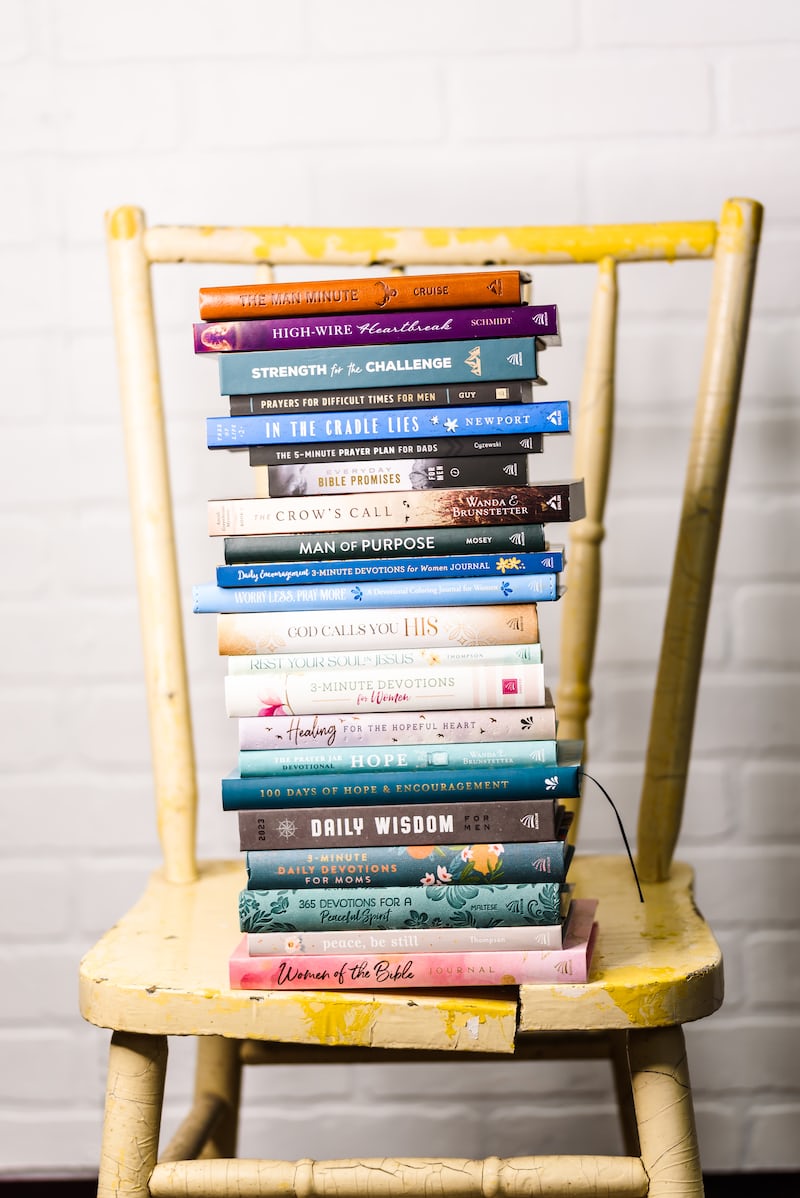 THE MAN MINUTE CRUISE
HIGH-WIRE Heartbreak SCHMIDT
STRENGTH for the CHALLENGE
PRAYERS FOR DIFFICULT TIMES FOR MEN GUY
IN THE CRADLE LIES NEWPORT
THE 5-MINUTE PRAYER PLAN FOR DADS Cyzewski
EVERYDAY
BIBLE PROMISES
FOR MEN
THE CROW'S CALL WANDA E. BRUNSTETTER
MAN OF PURPOSE MOSEY
Daily Encouragement 3-MINUTE DEVOTIONS for Women JOURNAL
WORRY LESS, PRAY MORE A Devotional Coloring Journal for Women
GOD CALLS YOU HIS
REST YOUR SOUL IN JESUS THOMPSON
3-MINUTE DEVOTIONS
for Women
Healing FOR THE HOPEFUL HEART
THE PRAYER JAR
DEVOTIONAL
HOPE
WANDA E.
BRUNSTETTER
100 DAYS OF HOPE & ENCOURAGEMENT
2023 DAILY WISDOM FOR MEN
3-MINUTE
DAILY DEVOTIONS
FOR MOMS
365 DEVOTIONS FOR A
Peaceful Spirit
MALTESE
peace, be still Thompson
Women of the Bible JOURNAL